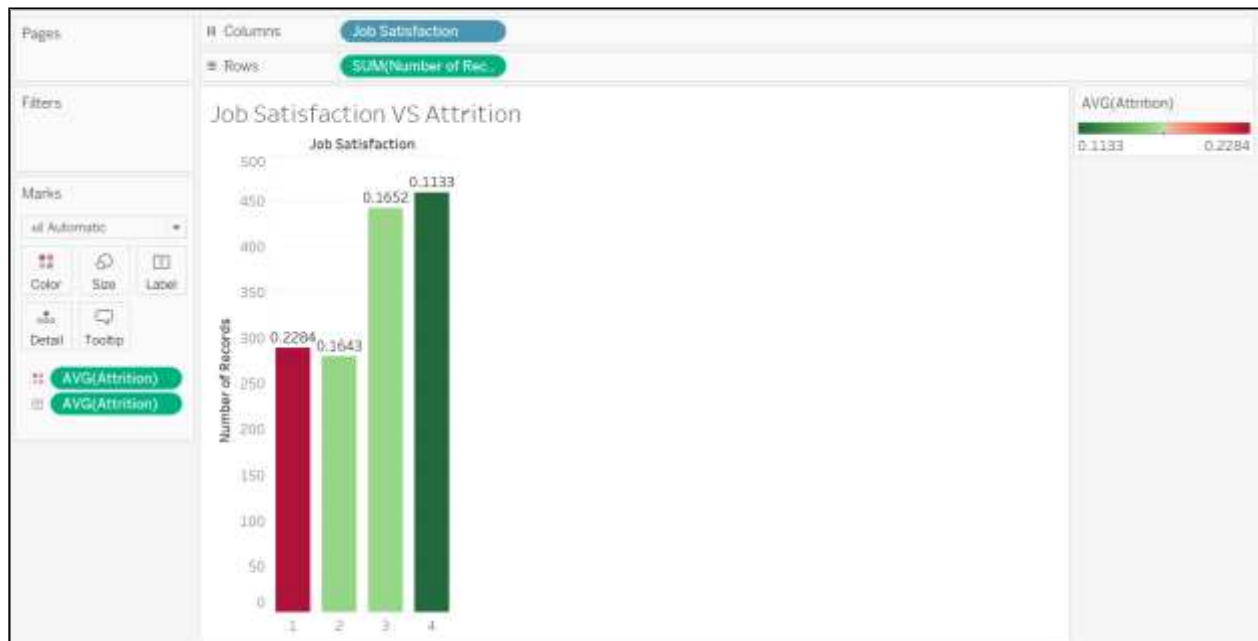 Pages
Columns
Job Satisfaction
Rows
SUM(Number of Rec..
Filters
Marks
Automatic
Color
Size
Label
Detail
Tooltip
AVG(Attrition)
AVG(Attrition)
Job Satisfaction VS Attrition
Job Satisfaction
Number of Records
500
450
400
350
300
250
200
150
100
50
0
0.2284
0.1643
0.1652
0.1133
1 2 3 4
AVG(Attrition)
0.1133 0.2284